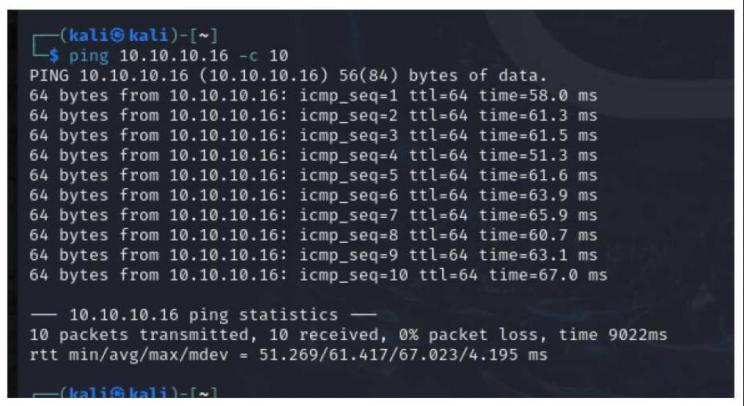 (kali㉿kali)-[~]
$ ping 10.10.10.16 -c 10
PING 10.10.10.16 (10.10.10.16) 56(84) bytes of data.
64 bytes from 10.10.10.16: icmp_seq=1 ttl=64 time=58.0 ms
64 bytes from 10.10.10.16: icmp_seq=2 ttl=64 time=61.3 ms
64 bytes from 10.10.10.16: icmp_seq=3 ttl=64 time=61.5 ms
64 bytes from 10.10.10.16: icmp_seq=4 ttl=64 time=51.3 ms
64 bytes from 10.10.10.16: icmp_seq=5 ttl=64 time=61.6 ms
64 bytes from 10.10.10.16: icmp_seq=6 ttl=64 time=63.9 ms
64 bytes from 10.10.10.16: icmp_seq=7 ttl=64 time=65.9 ms
64 bytes from 10.10.10.16: icmp_seq=8 ttl=64 time=60.7 ms
64 bytes from 10.10.10.16: icmp_seq=9 ttl=64 time=63.1 ms
64 bytes from 10.10.10.16: icmp_seq=10 ttl=64 time=67.0 ms
--- 10.10.10.16 ping statistics ---
10 packets transmitted, 10 received, 0% packet loss, time 9022ms
rtt min/avg/max/mdev = 51.269/61.417/67.023/4.195 ms
(kali㉿kali)-[~]